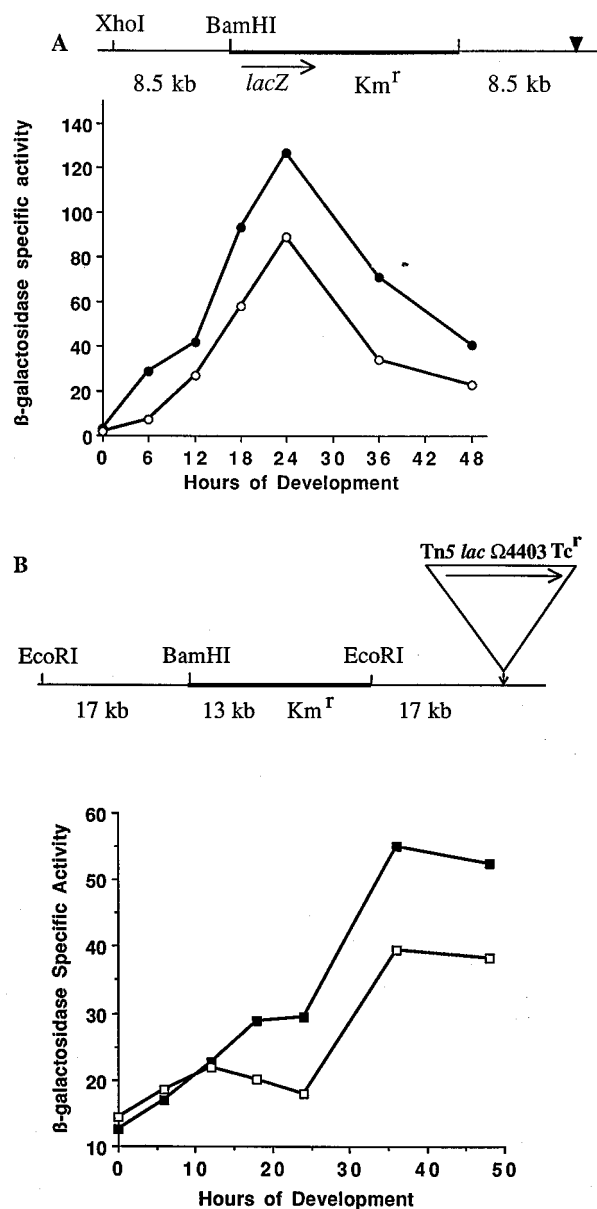 XhoI BamHI
A
8.5 kb lacZ Kmr 8.5 kb
ß-galactosidase specific activity
140
120
100
80
60
40
20
0
0 6 12 18 24 30 36 42 48
Hours of Development
B
Tn5 lac Ω4403 Tcr
EcoRI BamHI EcoRI
17 kb 13 kb Kmr 17 kb
ß-galactosidase Specific Activity
60
50
40
30
20
10
0 10 20 30 40 50
Hours of Development